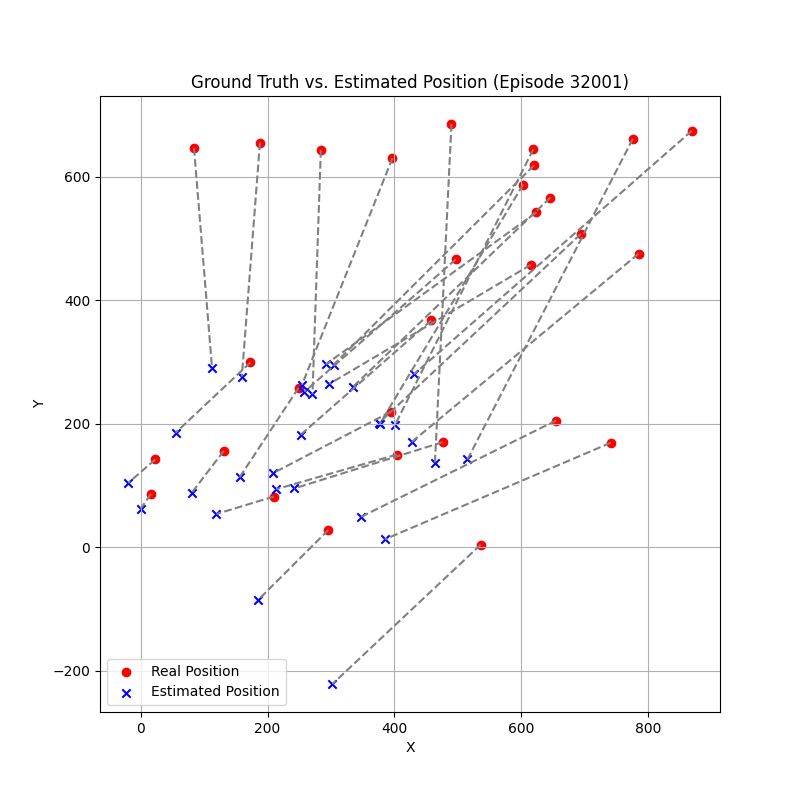 Ground Truth vs. Estimated Position (Episode 32001)
600
400
200
0
−200
Y
Real Position
Estimated Position
0 200 400 600 800
X